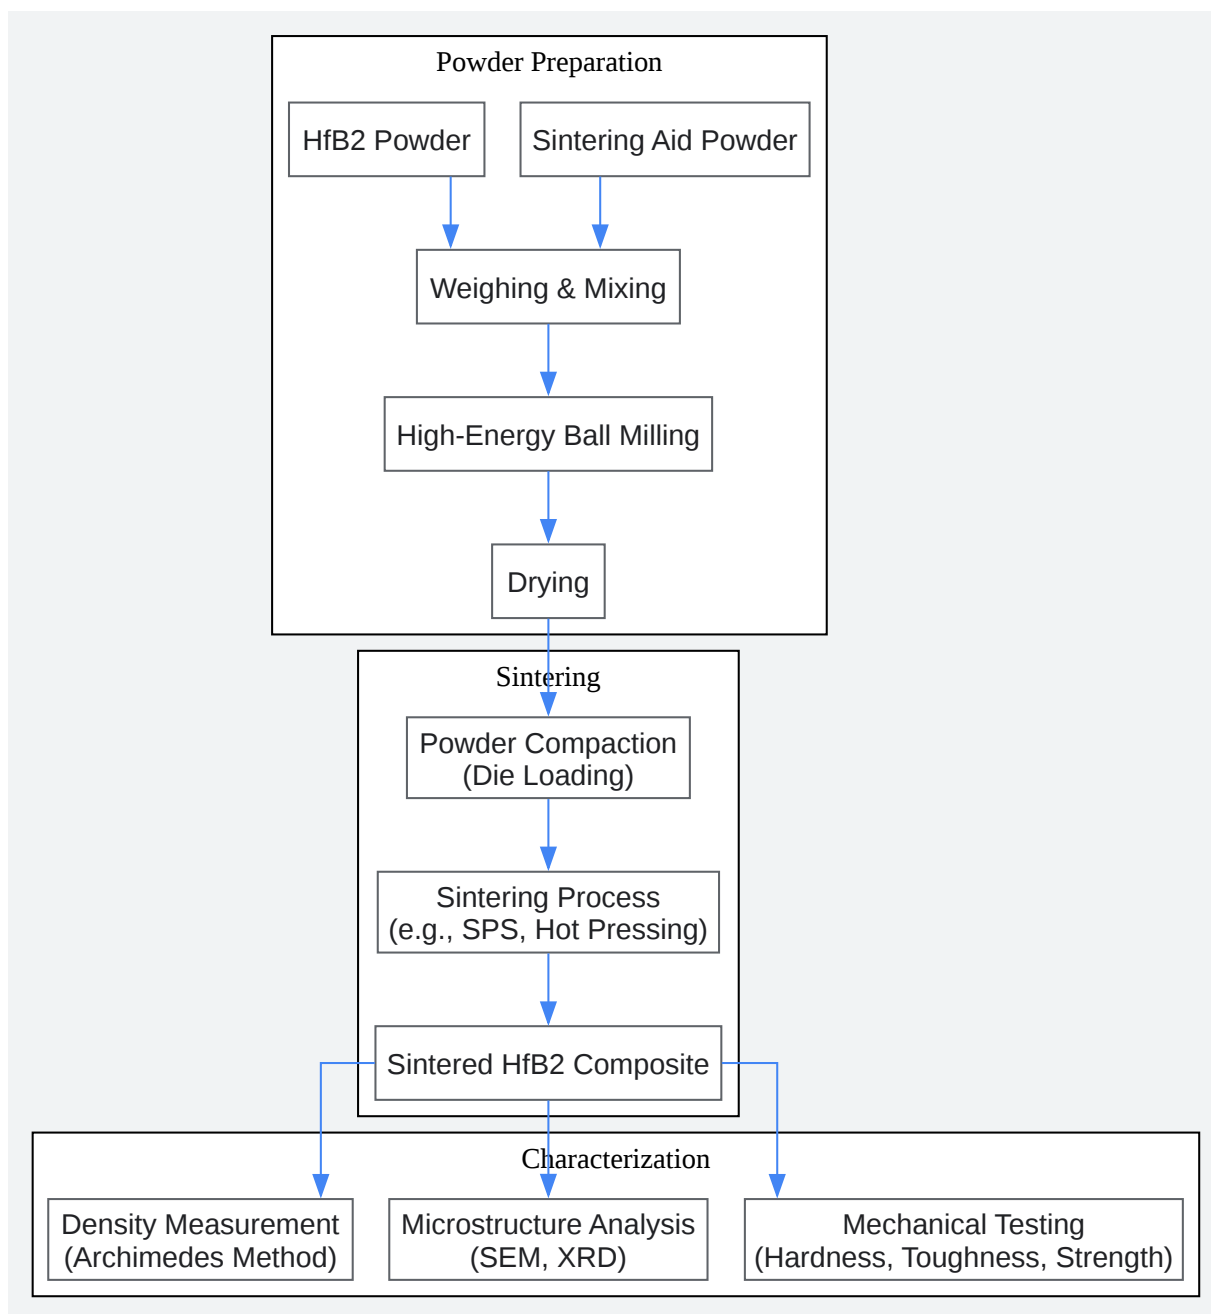 Powder Preparation
HfB2 Powder
Sintering Aid Powder
Weighing & Mixing
High-Energy Ball Milling
Drying
Sintering
Powder Compaction
(Die Loading)
Sintering Process
(e.g., SPS, Hot Pressing)
Sintered HfB2 Composite
Characterization
Density Measurement
(Archimedes Method)
Microstructure Analysis
(SEM, XRD)
Mechanical Testing
(Hardness, Toughness, Strength)